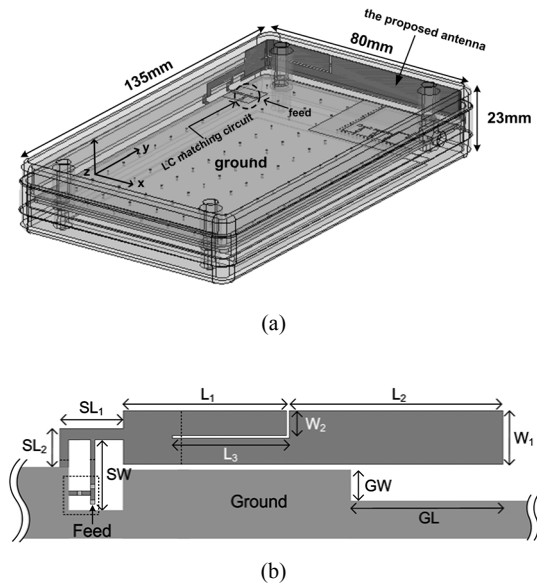 the proposed antenna
135mm
80mm
23mm
feed
LC matching circuit
ground
y
z
x
(a)
SL1
L1
L2
SL2
W2
W1
L3
SW
GW
Ground
GL
Feed
(b)